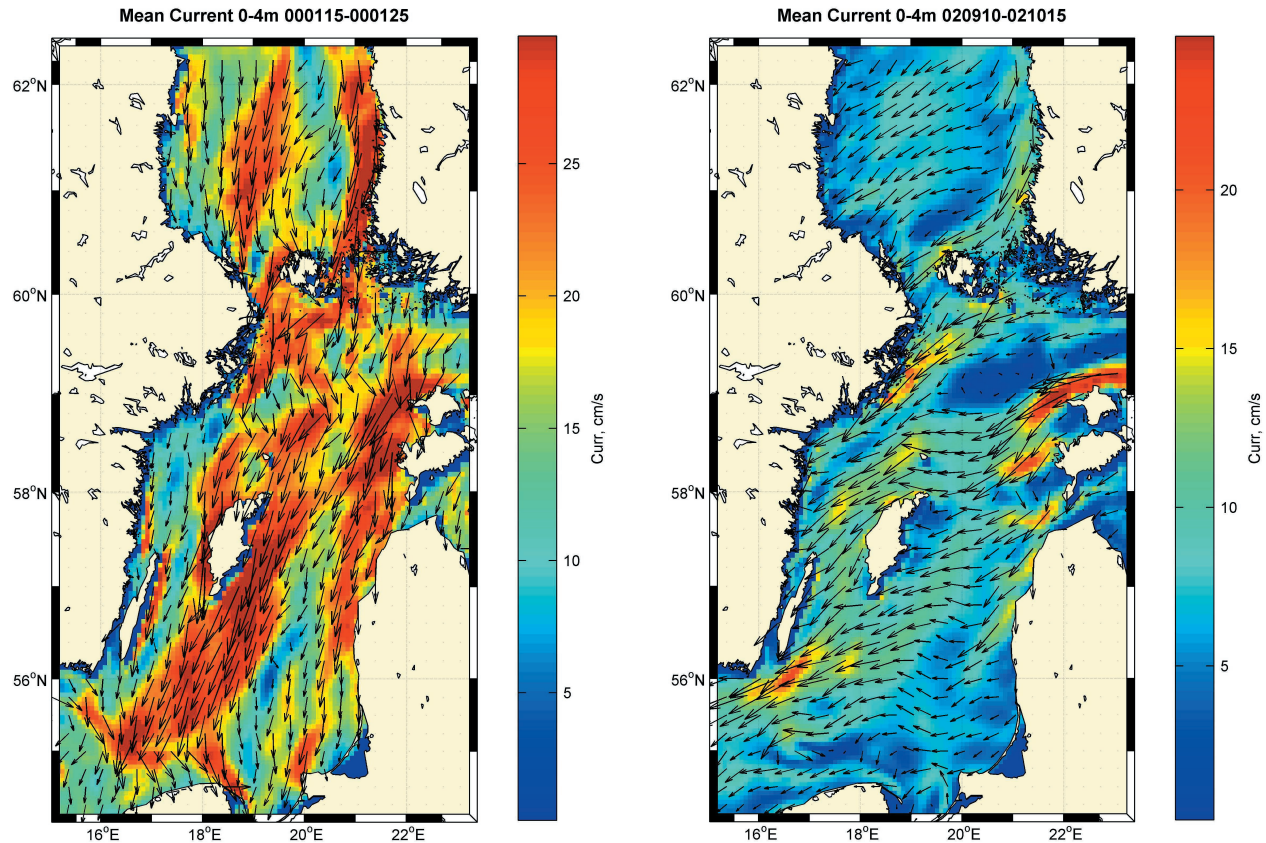 Mean Current 0-4m 000115-000125
62°N
60°N
58°N
56°N
16°E
18°E
20°E
22°E
25
20
15
10
5
Curr, cm/s
Mean Current 0-4m 020910-021015
62°N
60°N
58°N
56°N
16°E
18°E
20°E
22°E
20
15
10
5
Curr, cm/s